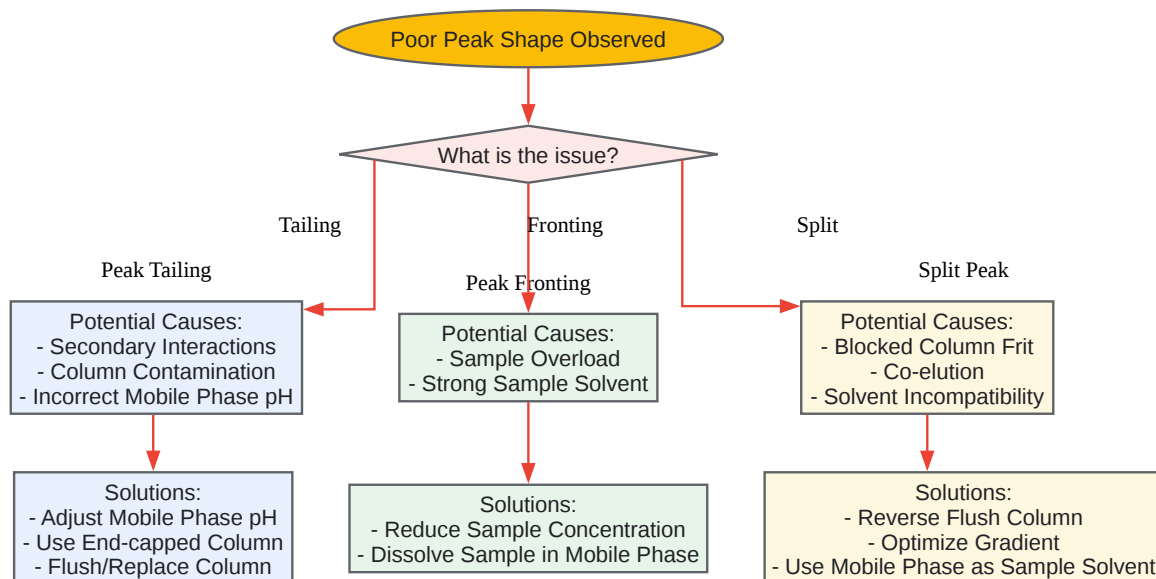 Poor Peak Shape Observed
What is the issue?
Tailing
Fronting
Split
Peak Tailing
Peak Fronting
Split Peak
Potential Causes:
- Secondary Interactions
- Column Contamination
- Incorrect Mobile Phase pH
Potential Causes:
- Sample Overload
- Strong Sample Solvent
Potential Causes:
- Blocked Column Frit
- Co-elution
- Solvent Incompatibility
Solutions:
- Adjust Mobile Phase pH
- Use End-capped Column
- Flush/Replace Column
Solutions:
- Reduce Sample Concentration
- Dissolve Sample in Mobile Phase
Solutions:
- Reverse Flush Column
- Optimize Gradient
- Use Mobile Phase as Sample Solvent